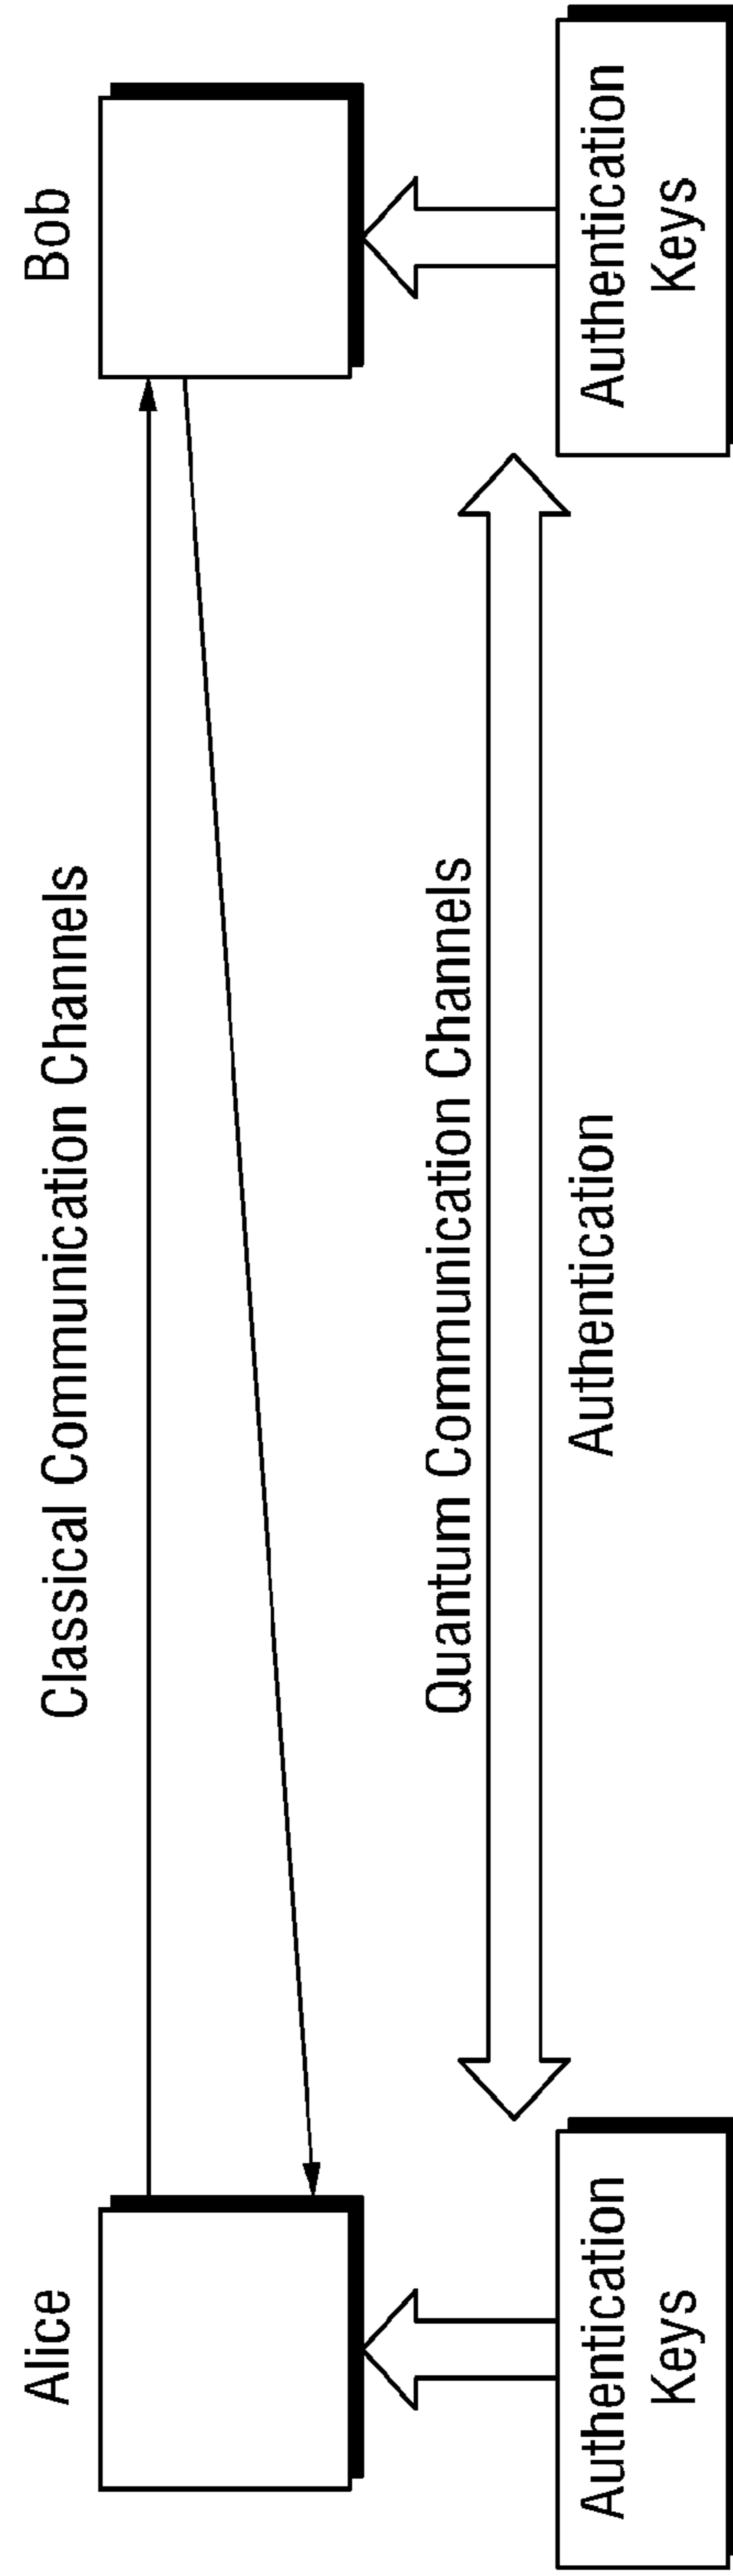 Alice
Bob
Classical Communication Channels
Quantum Communication Channels
Authentication
Authentication
Keys
Authentication
Keys